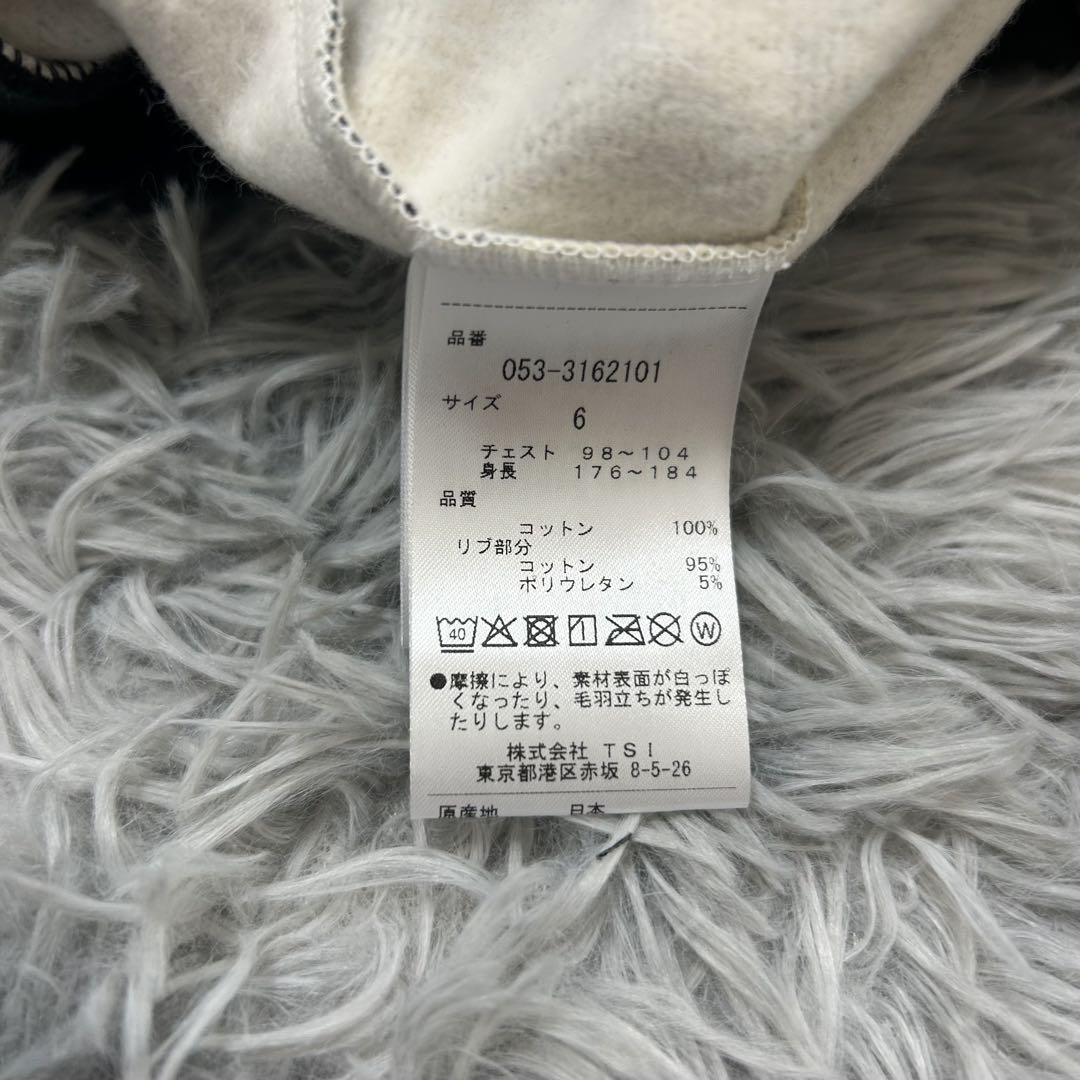 品番
053-3162101
サイズ
6
チェスト 98～104
身長 176～184
品質
コットン 100%
リブ部分
コットン 95%
ポリウレタン 5%
40
W
●摩擦により、素材表面が白っぽ
くなったり、毛羽立ちが発生し
たりします。
株式会社 TSI
東京都港区赤坂 8-5-26
原産地 日本